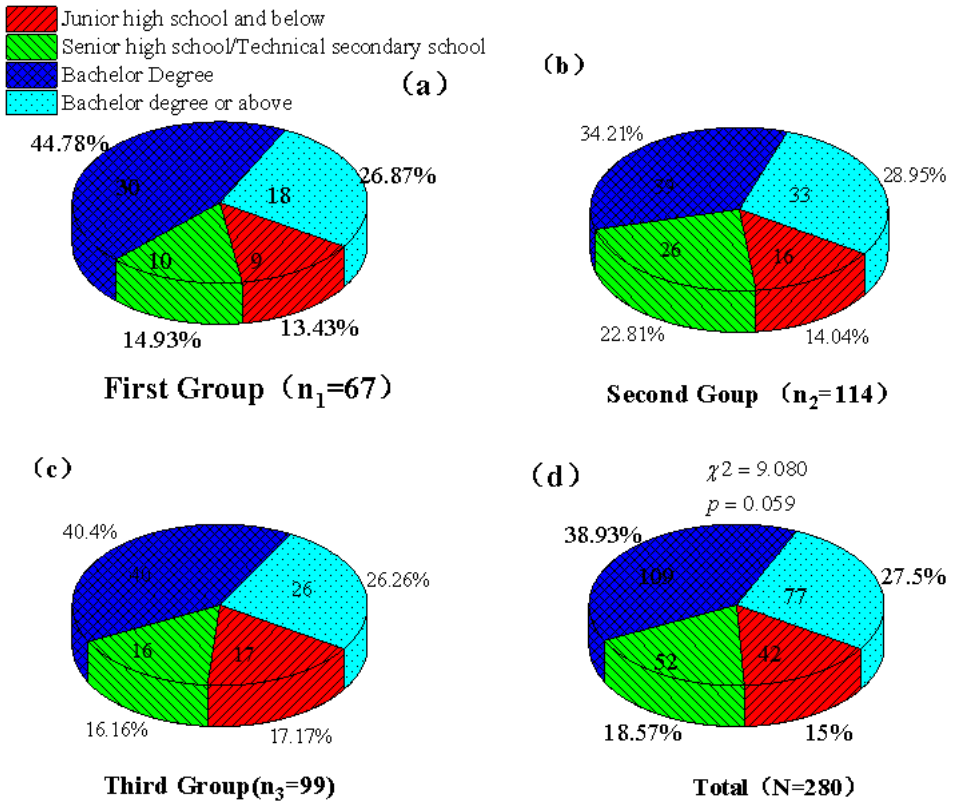 Junior high school and below
Senior high school/Technical secondary school
Bachelor Degree
Bachelor degree or above
(a)
44.78%
26.87%
30
18
10
9
14.93%
13.43%
First Group（n1=67）
(b)
34.21%
28.95%
39
33
26
16
22.81%
14.04%
Second Goup （n2=114）
(c)
40.4%
26.26%
40
26
16
17
16.16%
17.17%
Third Group(n3=99)
(d)
χ2 = 9.080
p = 0.059
38.93%
27.5%
109
77
52
42
18.57%
15%
Total（N=280）